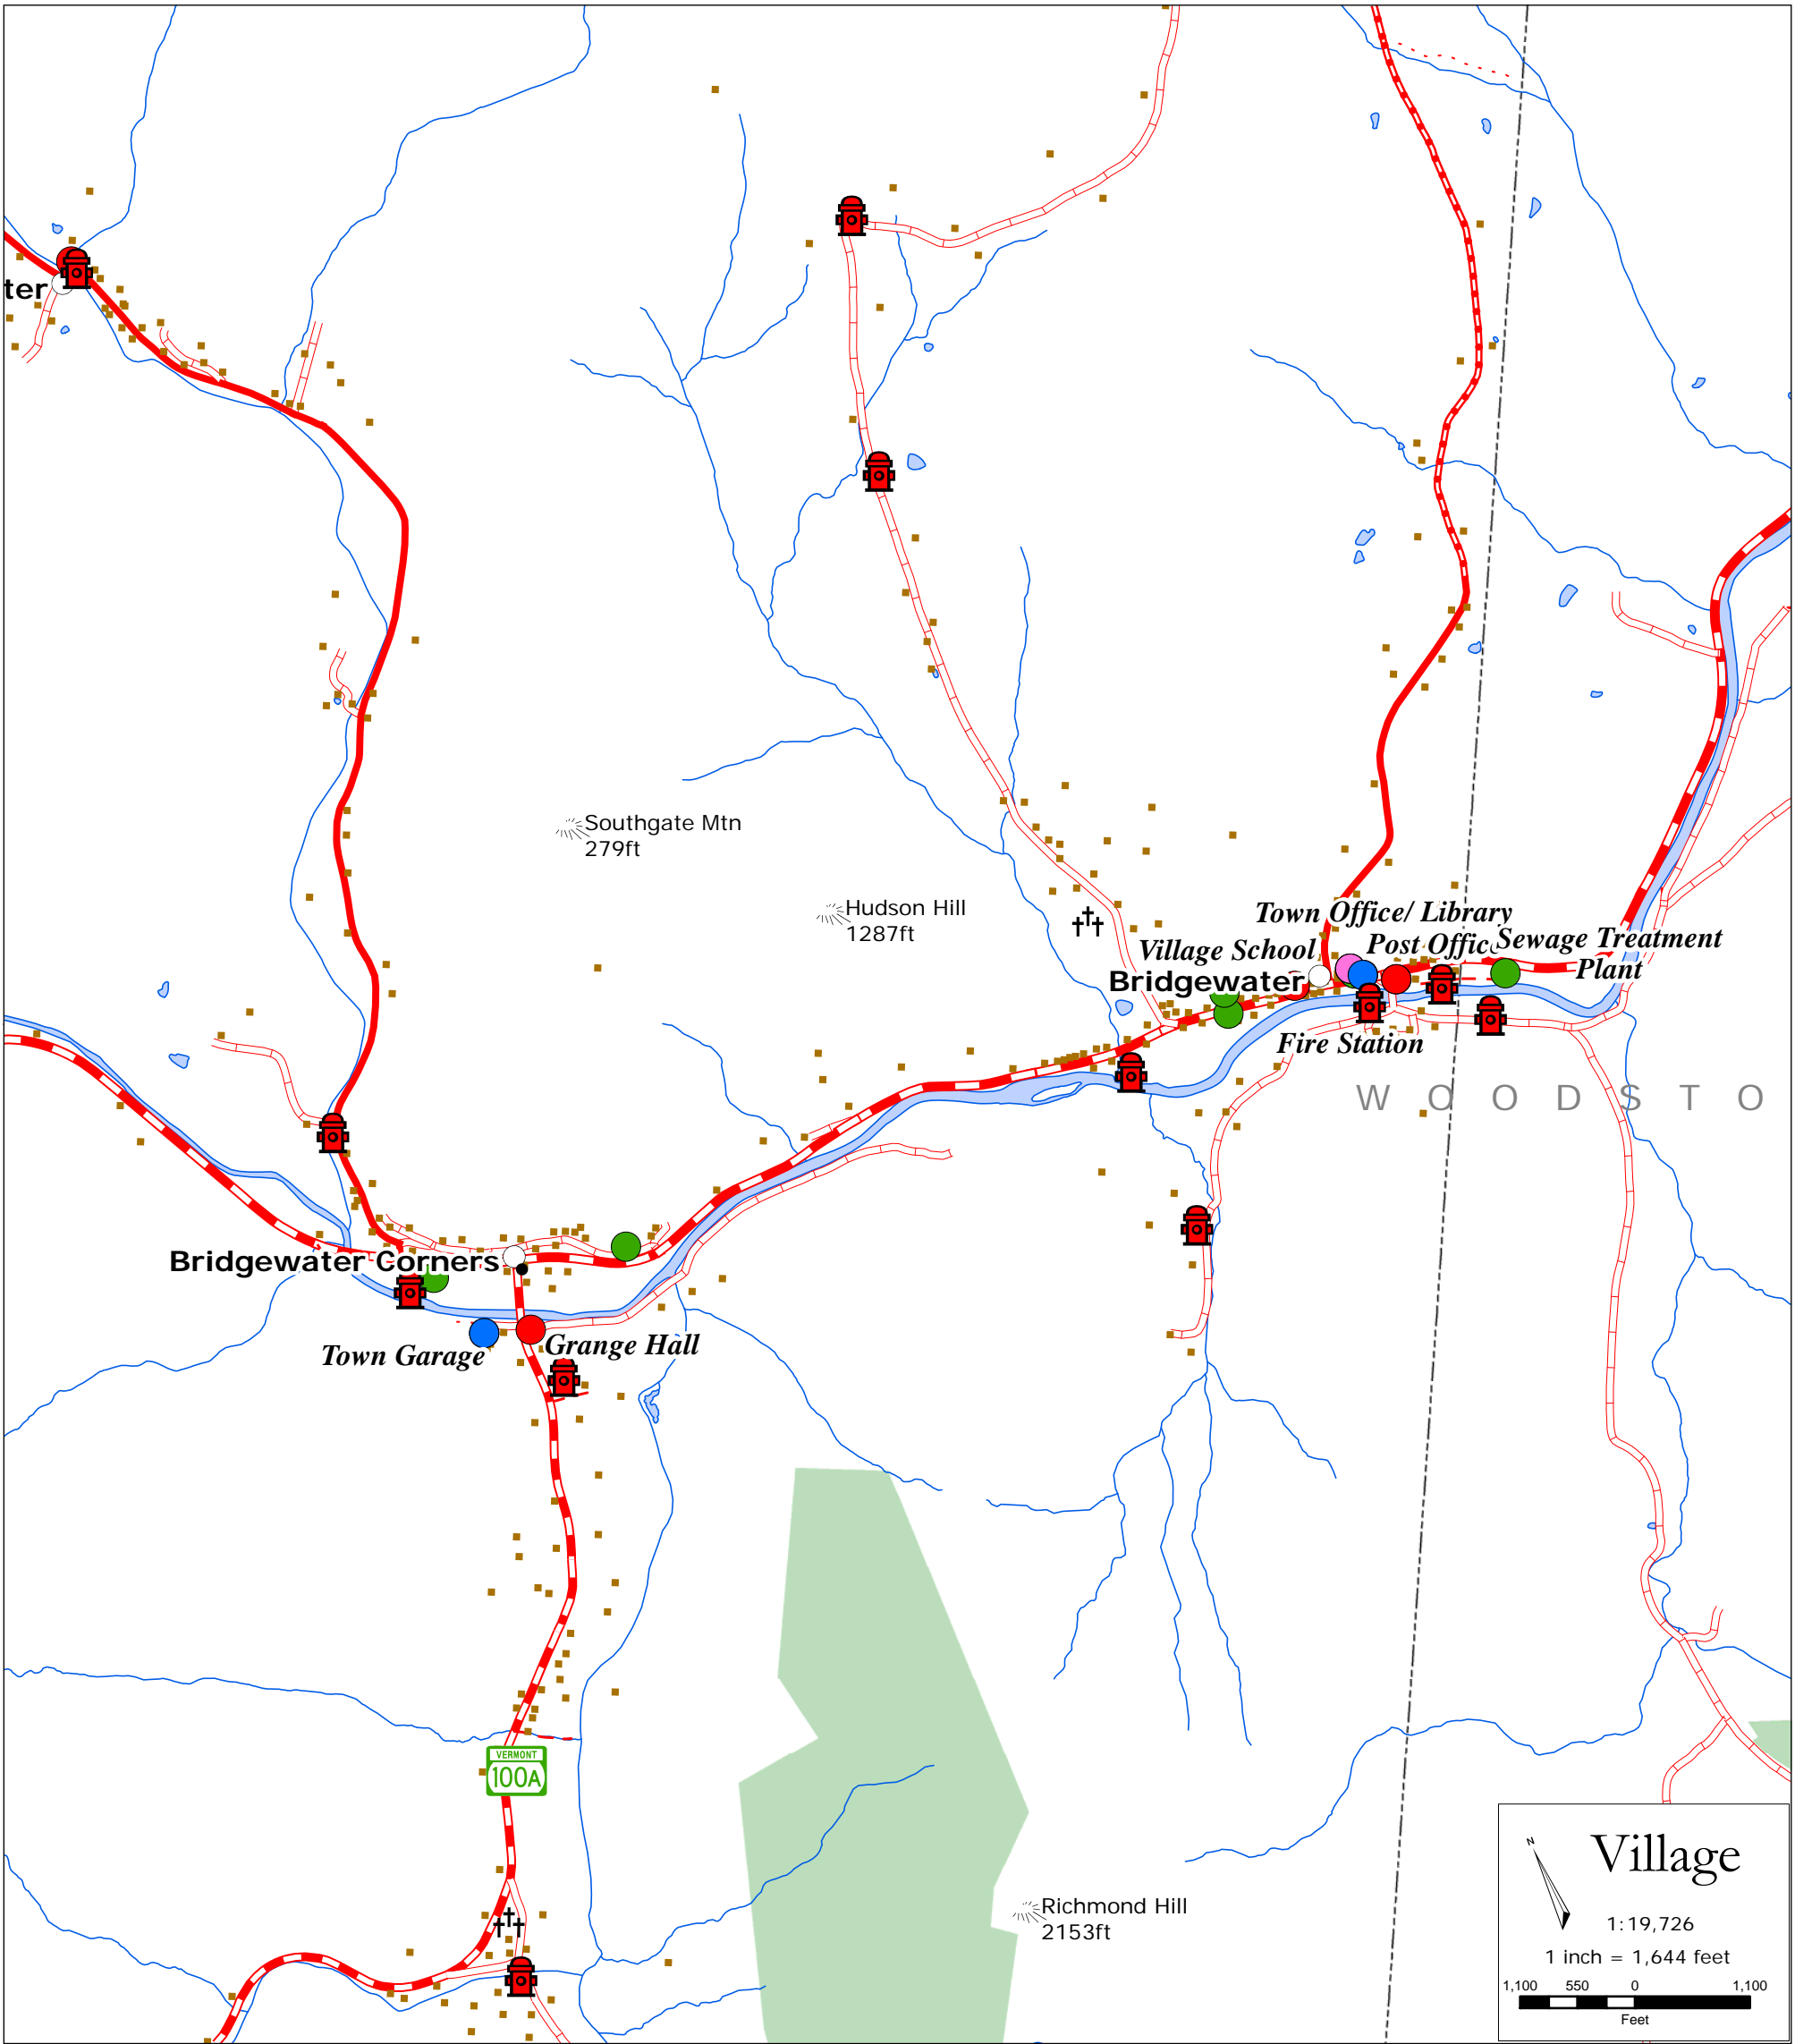 ter
Southgate Mtn
279ft
Hudson Hill
1287ft
Town Office/ Library
Village School
Post Offic
Sewage Treatment
Plant
Bridgewater
Fire Station
W O O D S T O
Bridgewater Corners
Town Garage
Grange Hall
VERMONT
100A
Richmond Hill
2153ft
N
Village
1:19,726
1 inch = 1,644 feet
1,100 550 0 1,100
Feet